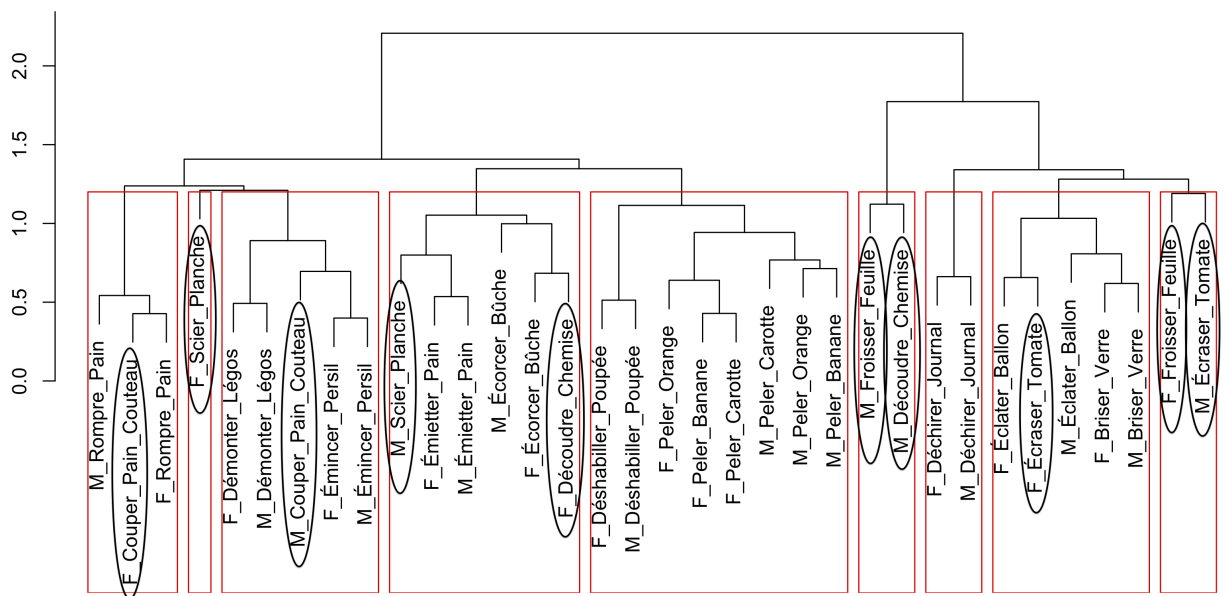 2.0
1.5
1.0
0.5
0.0
M_Rompre_Pain
F_Couper_Pain_Couteau
F_Rompre_Pain
F_Scier_Planche
F_Démonter_Légos
M_Démonter_Légos
M_Couper_Pain_Couteau
F_Émincer_Persil
M_Émincer_Persil
M_Scier_Planche
F_Émietter_Pain
M_Émietter_Pain
M_Écorcer_Bûche
F_Écorcer_Bûche
F_Découdre_Chemise
F_Déshabiller_Poupée
M_Déshabiller_Poupée
F_Peler_Orange
F_Peler_Banane
F_Peler_Carotte
M_Peler_Carotte
M_Peler_Orange
M_Peler_Banane
M_Froisser_Feuille
M_Découdre_Chemise
F_Déchirer_Journal
M_Déchirer_Journal
F_Éclater_Ballon
F_Écraser_Tomate
M_Éclater_Ballon
F_Briser_Verre
M_Briser_Verre
F_Froisser_Feuille
M_Écraser_Tomate